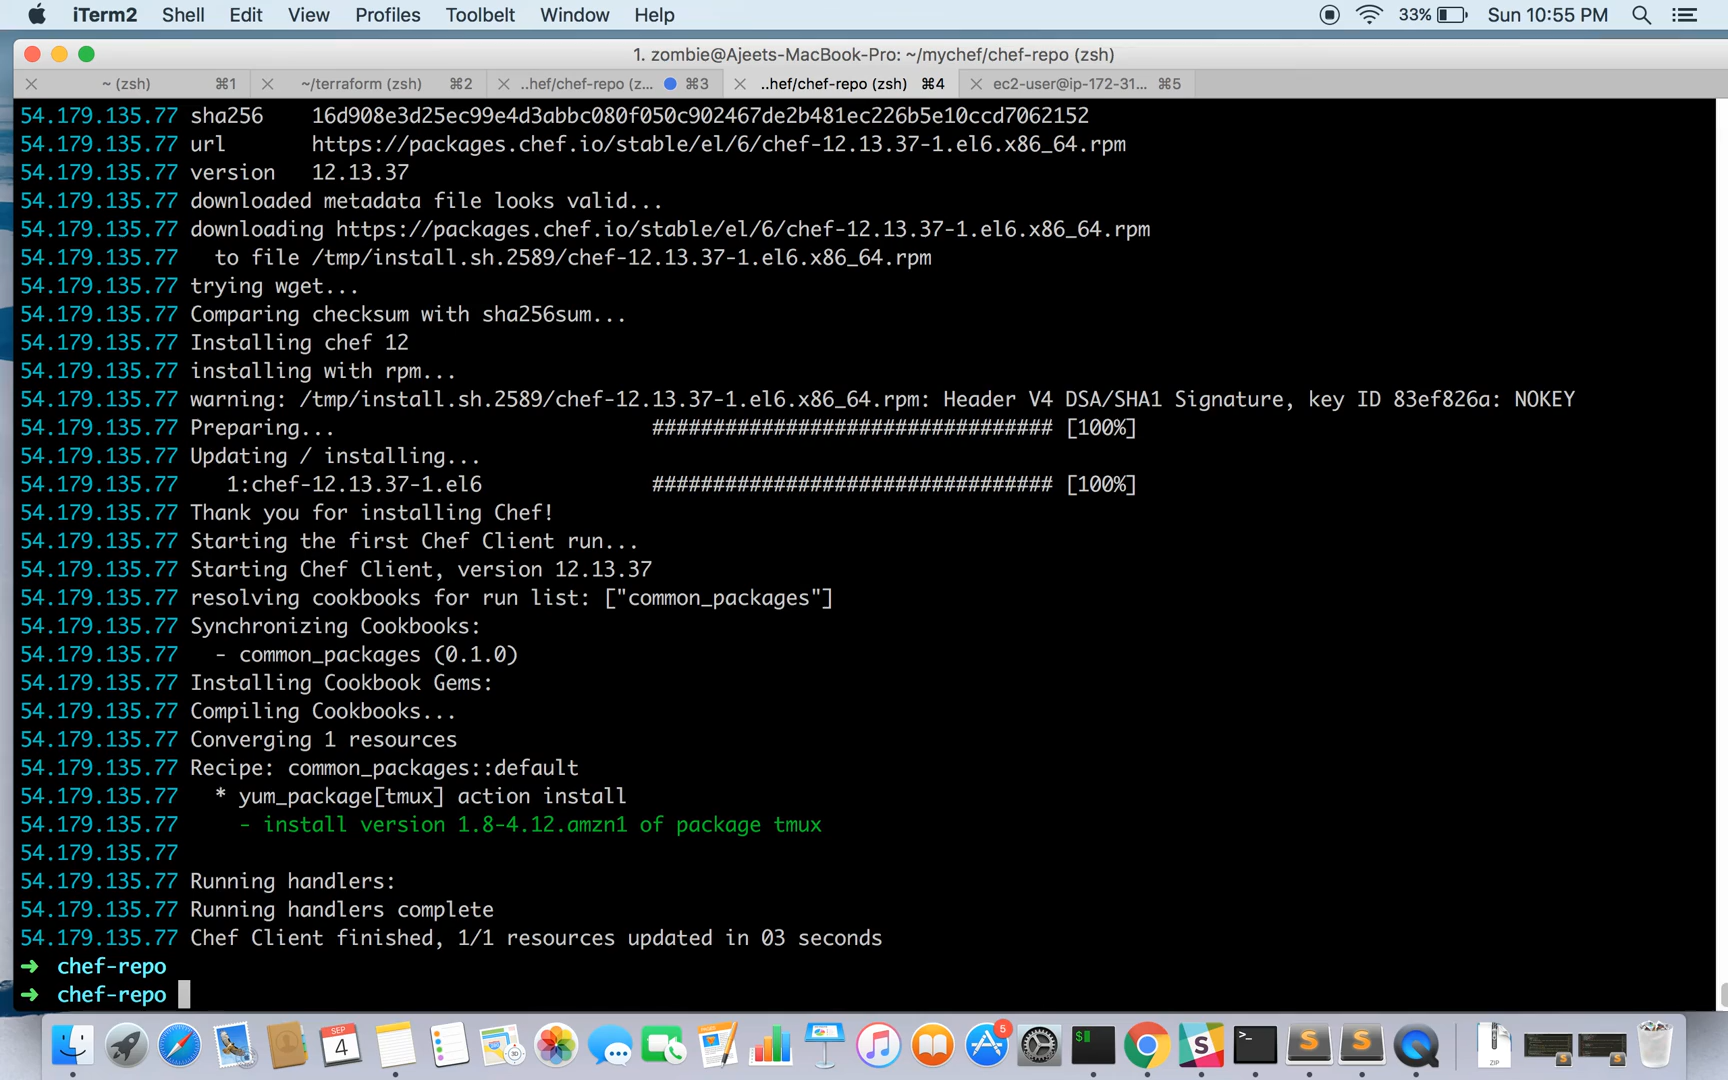 iTerm2 Shell Edit View Profiles Toolbelt Window Help 33% Sun 10:55 PM
1. zombie@Ajeets-MacBook-Pro: ~/mychef/chef-repo (zsh)
~ (zsh) ⌘1 ~/terraform (zsh) ⌘2 ..hef/chef-repo (z... ⌘3 ..hef/chef-repo (zsh) ⌘4 ec2-user@ip-172-31... ⌘5
54.179.135.77 sha256 16d908e3d25ec99e4d3abbc080f050c902467de2b481ec226b5e10ccd7062152
54.179.135.77 url https://packages.chef.io/stable/el/6/chef-12.13.37-1.el6.x86_64.rpm
54.179.135.77 version 12.13.37
54.179.135.77 downloaded metadata file looks valid...
54.179.135.77 downloading https://packages.chef.io/stable/el/6/chef-12.13.37-1.el6.x86_64.rpm
54.179.135.77 to file /tmp/install.sh.2589/chef-12.13.37-1.el6.x86_64.rpm
54.179.135.77 trying wget...
54.179.135.77 Comparing checksum with sha256sum...
54.179.135.77 Installing chef 12
54.179.135.77 installing with rpm...
54.179.135.77 warning: /tmp/install.sh.2589/chef-12.13.37-1.el6.x86_64.rpm: Header V4 DSA/SHA1 Signature, key ID 83ef826a: NOKEY
54.179.135.77 Preparing... ################################# [100%]
54.179.135.77 Updating / installing...
54.179.135.77 1:chef-12.13.37-1.el6 ################################# [100%]
54.179.135.77 Thank you for installing Chef!
54.179.135.77 Starting the first Chef Client run...
54.179.135.77 Starting Chef Client, version 12.13.37
54.179.135.77 resolving cookbooks for run list: ["common_packages"]
54.179.135.77 Synchronizing Cookbooks:
54.179.135.77 - common_packages (0.1.0)
54.179.135.77 Installing Cookbook Gems:
54.179.135.77 Compiling Cookbooks...
54.179.135.77 Converging 1 resources
54.179.135.77 Recipe: common_packages::default
54.179.135.77 * yum_package[tmux] action install
54.179.135.77 - install version 1.8-4.12.amzn1 of package tmux
54.179.135.77
54.179.135.77 Running handlers:
54.179.135.77 Running handlers complete
54.179.135.77 Chef Client finished, 1/1 resources updated in 03 seconds
➜ chef-repo
➜ chef-repo
SEP
4
5
ZIP